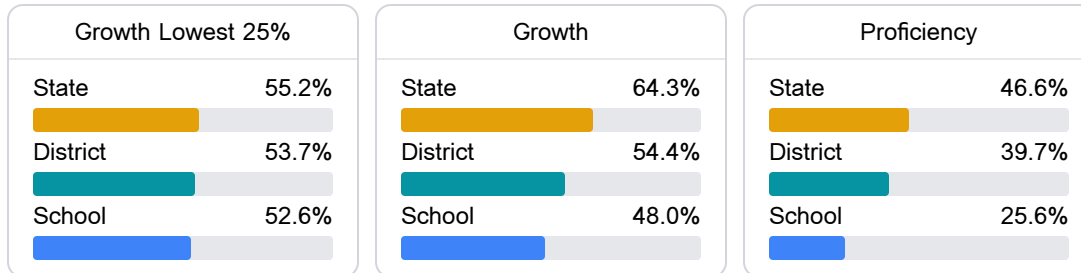 Growth Lowest 25%
State 55.2%
District 53.7%
School 52.6%
Growth
State 64.3%
District 54.4%
School 48.0%
Proficiency
State 46.6%
District 39.7%
School 25.6%